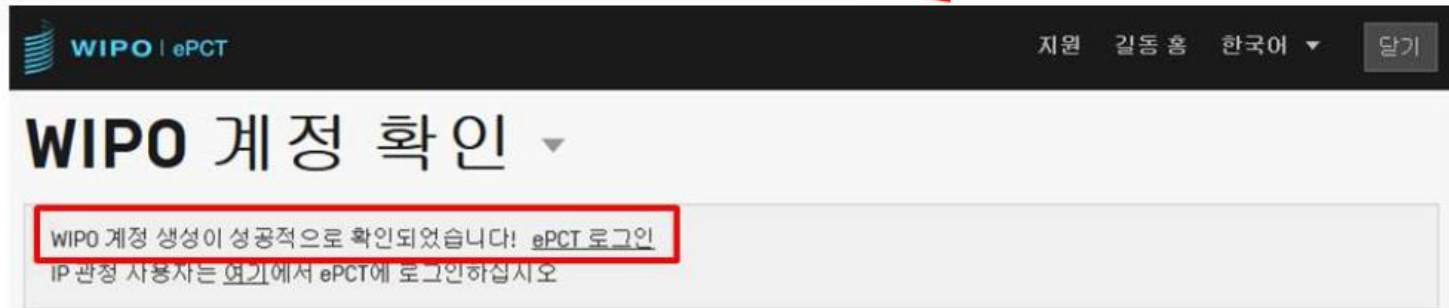 WIPO | ePCT 지원 길동 홍 한국어 ▼ 닫기
WIPO 계정 확인
WIPO 계정 생성이 성공적으로 확인되었습니다! ePCT 로그인
IP 관청 사용자는 여기에서 ePCT에 로그인하십시오